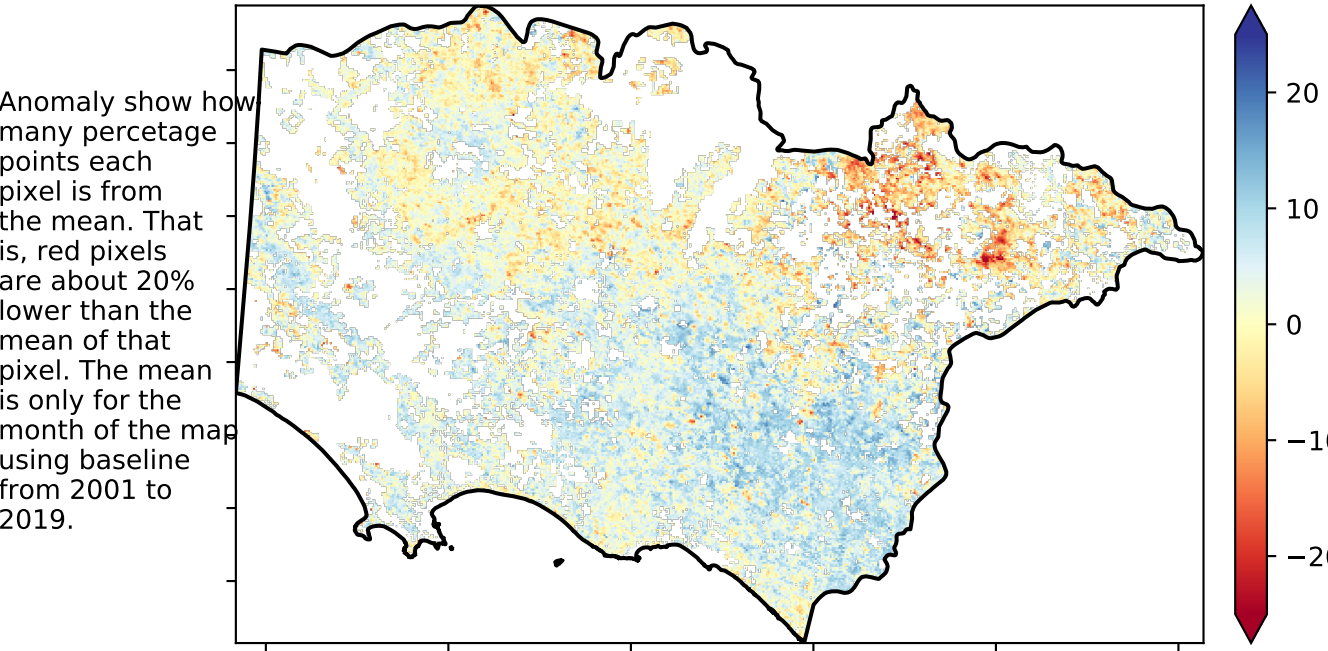 Anomaly show how
many percetage
points each
pixel is from
the mean. That
is, red pixels
are about 20%
lower than the
mean of that
pixel. The mean
is only for the
month of the map
using baseline
from 2001 to
2019.
20
10
0
−10
−20